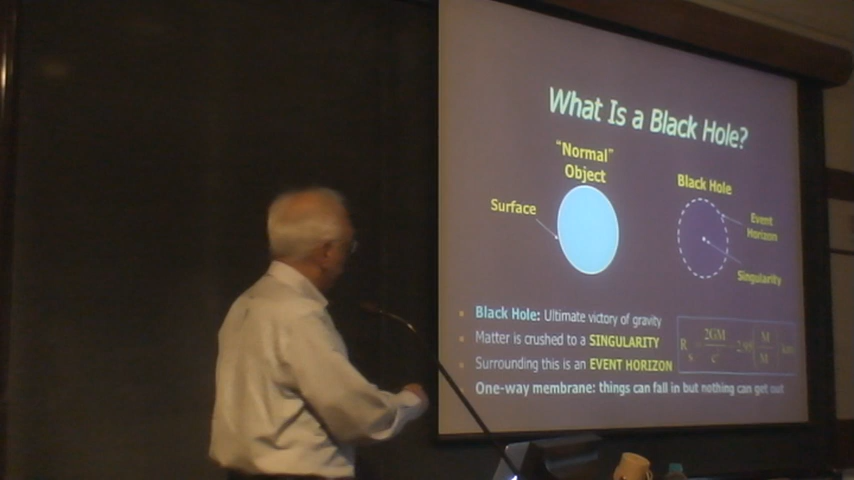 What Is a Black Hole?
"Normal"
Object
Black Hole
Surface
Event
Horizon
Singularity
Black Hole: Ultimate victory of gravity
Matter is crushed to a SINGULARITY
Surrounding this is an EVENT HORIZON
One-way membrane: things can fall in but nothing can get out
R
s
2GM
M
M